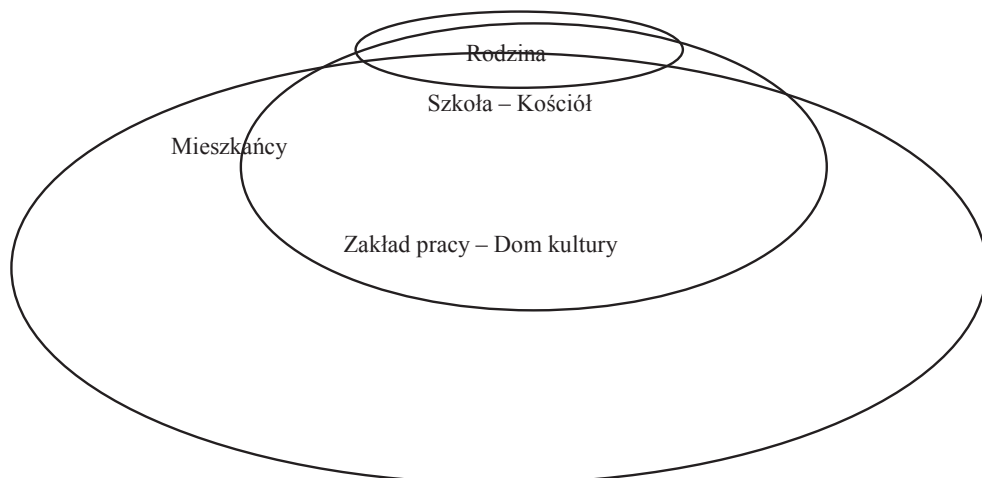 Rodzina
Szkoła – Kościół
Mieszkańcy
Zakład pracy – Dom kultury